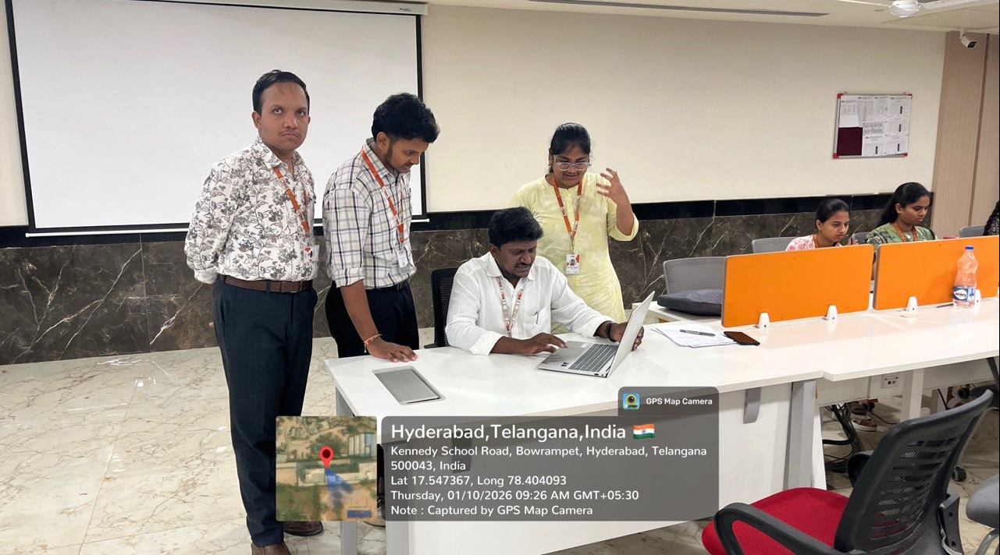 GPS Map Camera
Hyderabad,Telangana,India
Kennedy School Road, Bowrampet, Hyderabad, Telangana
500043, India
Lat 17.547367, Long 78.404093
Thursday, 01/10/2026 09:26 AM GMT+05:30
Note : Captured by GPS Map Camera